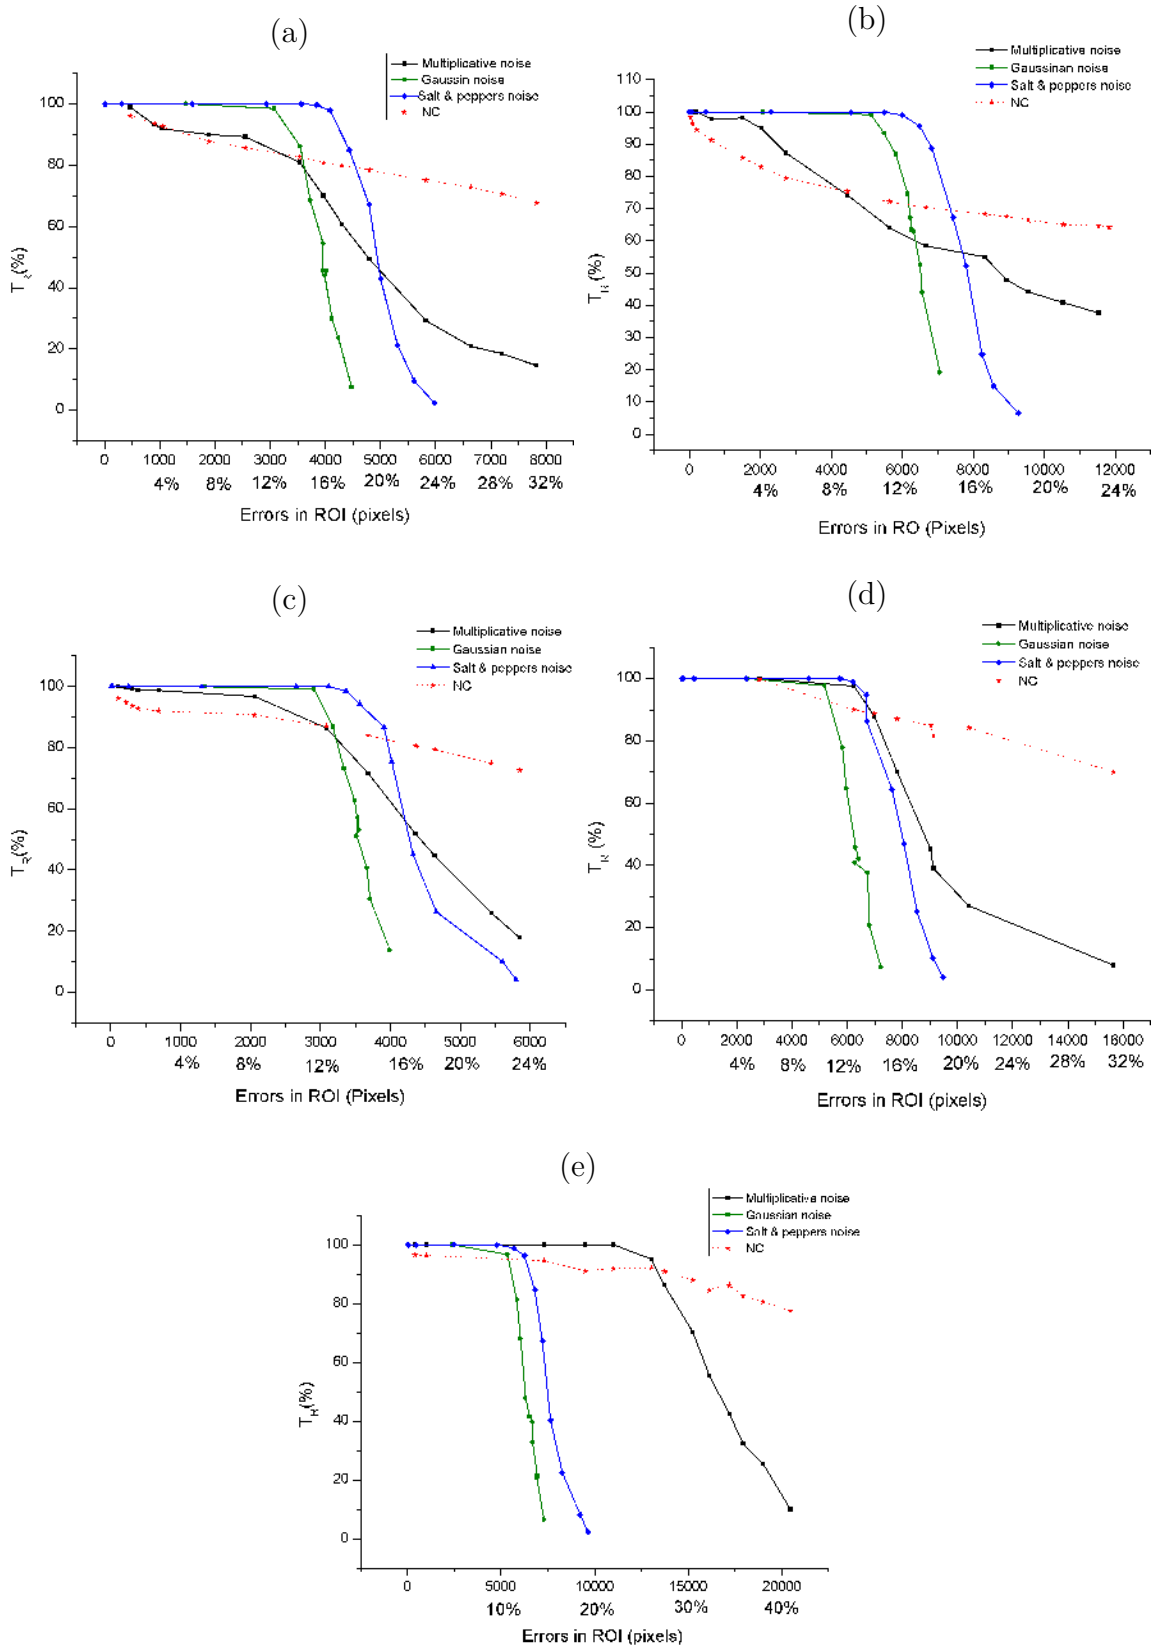 (a)
Multiplicative noise
Gaussin noise
Salt & peppers noise
NC
100
80
60
40
20
0
T_R(%)
0 1000 2000 3000 4000 5000 6000 7000 8000
4% 8% 12% 16% 20% 24% 28% 32%
Errors in ROI (pixels)
(b)
Multiplicative noise
Gaussinan noise
Salt & peppers noise
NC
110
100
90
80
70
60
50
40
30
20
10
0
T_R (%)
0 2000 4000 6000 8000 10000 12000
4% 8% 12% 16% 20% 24%
Errors in RO (Pixels)
(c)
Multiplicative noise
Gaussian noise
Salt & peppers noise
NC
100
80
60
40
20
0
T_R(%)
0 1000 2000 3000 4000 5000 6000
4% 8% 12% 16% 20% 24%
Errors in ROI (Pixels)
(d)
Multiplicative noise
Gaussian noise
Salt & peppers noise
NC
100
80
60
40
20
0
T_R (%)
0 2000 4000 6000 8000 10000 12000 14000 16000
4% 8% 12% 16% 20% 24% 28% 32%
Errors in ROI (pixels)
(e)
Multiplicative noise
Gaussian noise
Salt & peppers noise
NC
100
80
60
40
20
0
T_R(%)
0 5000 10000 15000 20000
10% 20% 30% 40%
Errors in ROI (pixels)